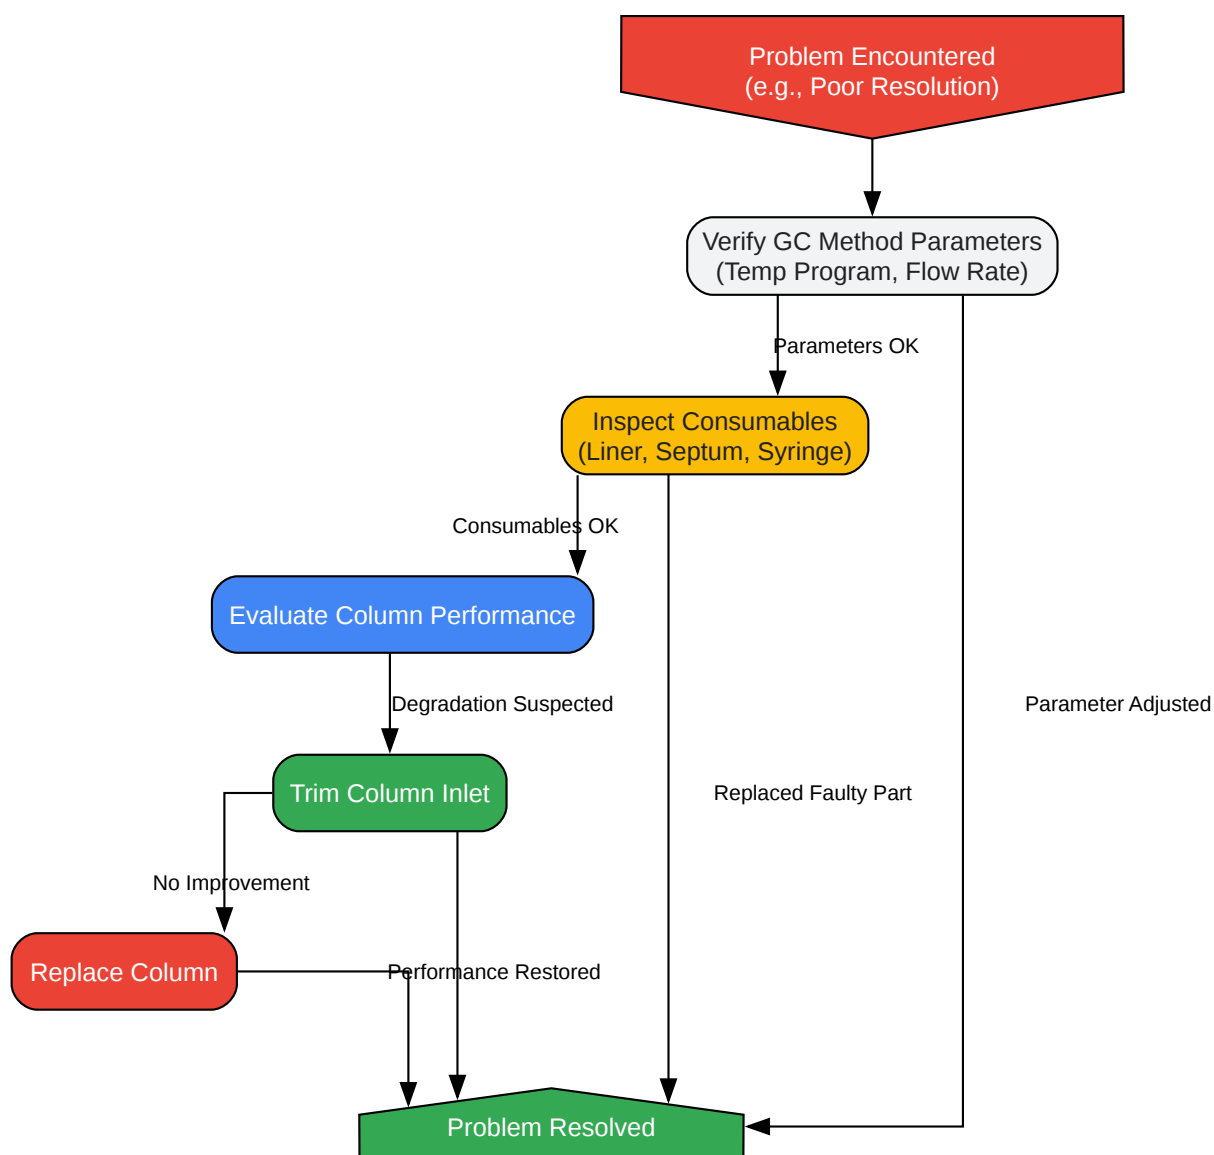 Problem Encountered
(e.g., Poor Resolution)
Verify GC Method Parameters
(Temp Program, Flow Rate)
Parameters OK
Inspect Consumables
(Liner, Septum, Syringe)
Consumables OK
Evaluate Column Performance
Degradation Suspected
Parameter Adjusted
Trim Column Inlet
Replaced Faulty Part
No Improvement
Replace Column
Performance Restored
Problem Resolved